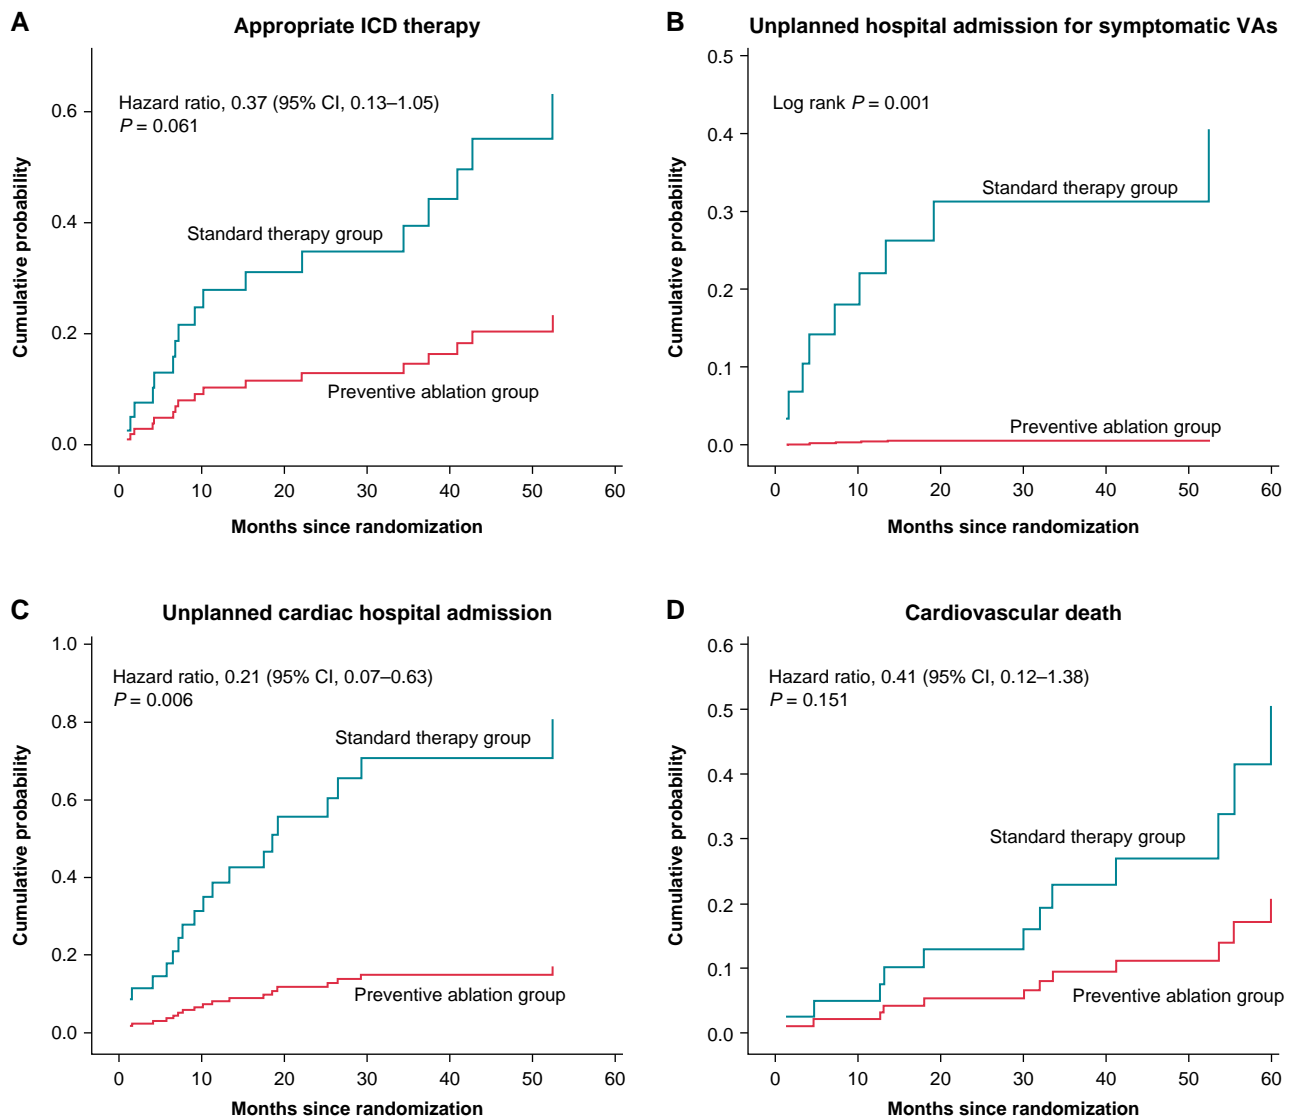 A
Appropriate ICD therapy
Hazard ratio, 0.37 (95% CI, 0.13–1.05)
P = 0.061
Standard therapy group
Preventive ablation group
Cumulative probability
0.6
0.4
0.2
0.0
0 10 20 30 40 50 60
Months since randomization
B
Unplanned hospital admission for symptomatic VAs
Log rank P = 0.001
Standard therapy group
Preventive ablation group
Cumulative probability
0.5
0.4
0.3
0.2
0.1
0.0
0 10 20 30 40 50 60
Months since randomization
C
Unplanned cardiac hospital admission
Hazard ratio, 0.21 (95% CI, 0.07–0.63)
P = 0.006
Standard therapy group
Preventive ablation group
Cumulative probability
1.0
0.8
0.6
0.4
0.2
0.0
0 10 20 30 40 50 60
Months since randomization
D
Cardiovascular death
Hazard ratio, 0.41 (95% CI, 0.12–1.38)
P = 0.151
Standard therapy group
Preventive ablation group
Cumulative probability
0.6
0.5
0.4
0.3
0.2
0.1
0.0
0 10 20 30 40 50 60
Months since randomization